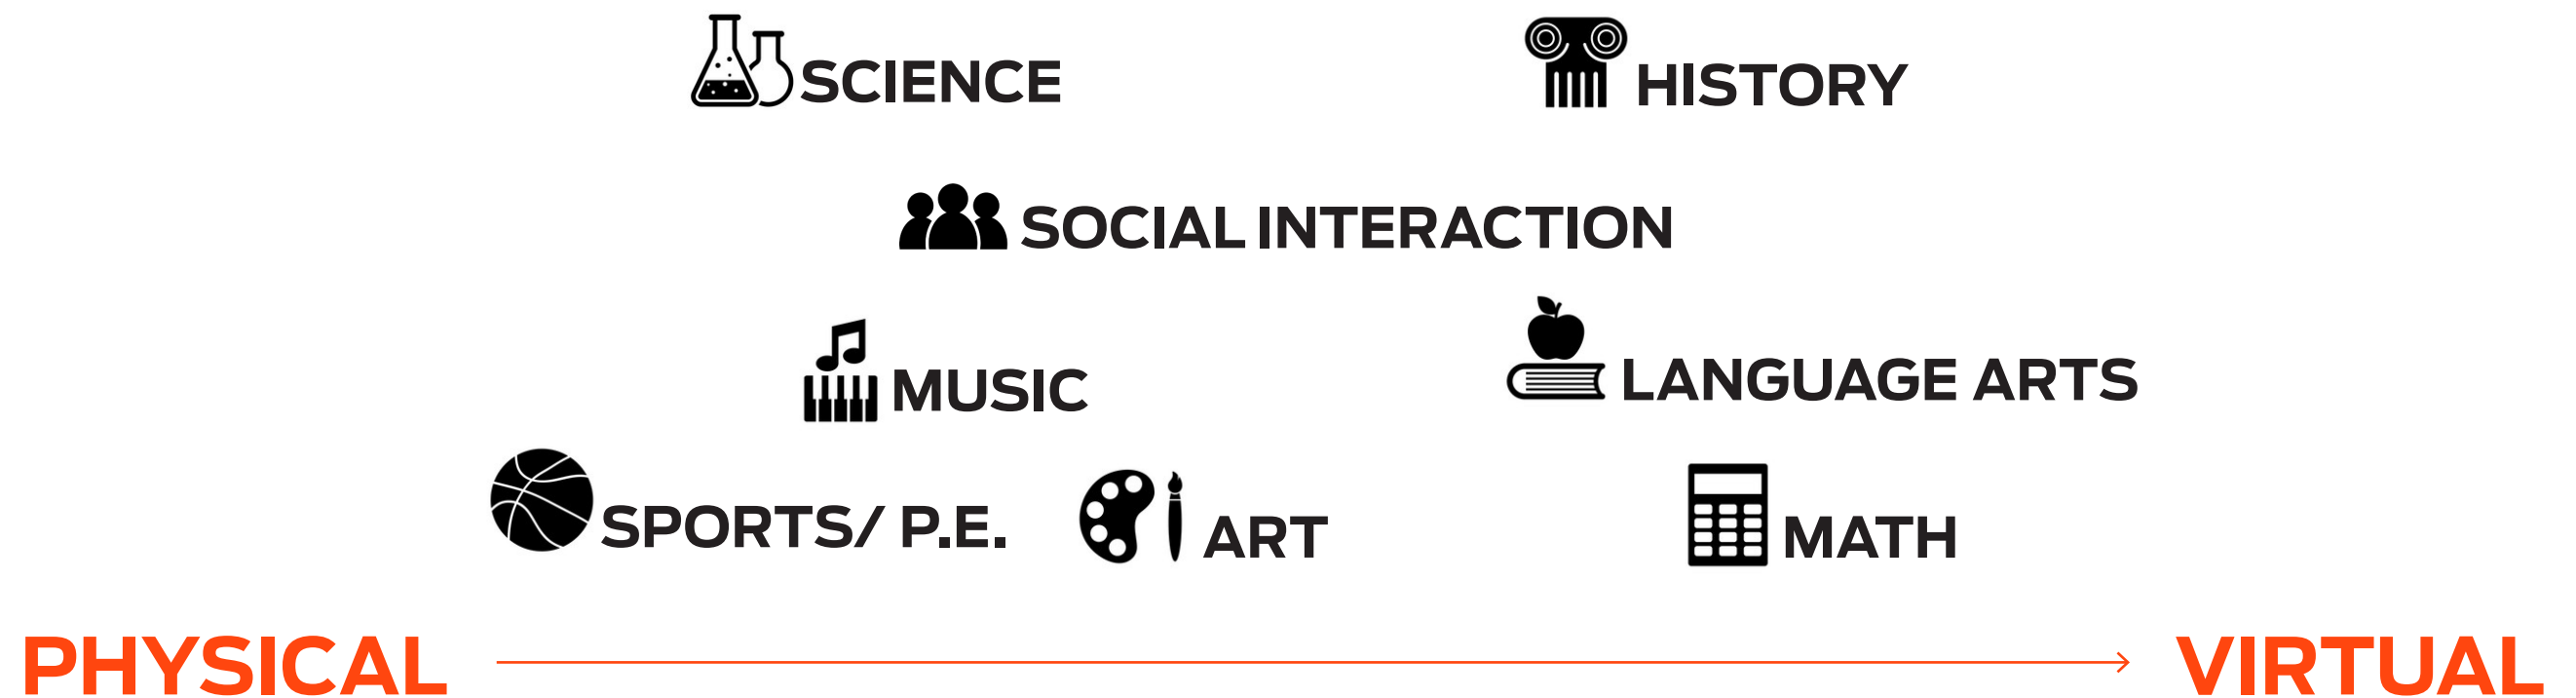 SCIENCE
HISTORY
SOCIAL INTERACTION
MUSIC
LANGUAGE ARTS
SPORTS/ P.E.
ART
MATH
PHYSICAL
VIRTUAL